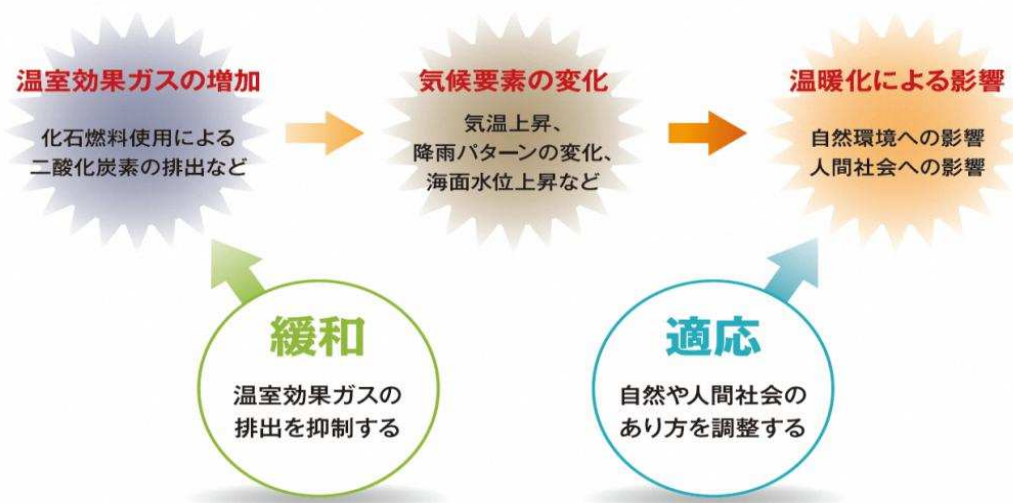 温室効果ガスの増加
化石燃料使用による
二酸化炭素の排出など
気候要素の変化
気温上昇、
降雨パターンの変化、
海面水位上昇など
温暖化による影響
自然環境への影響
人間社会への影響
緩和
温室効果ガスの
排出を抑制する
適応
自然や人間社会の
あり方を調整する